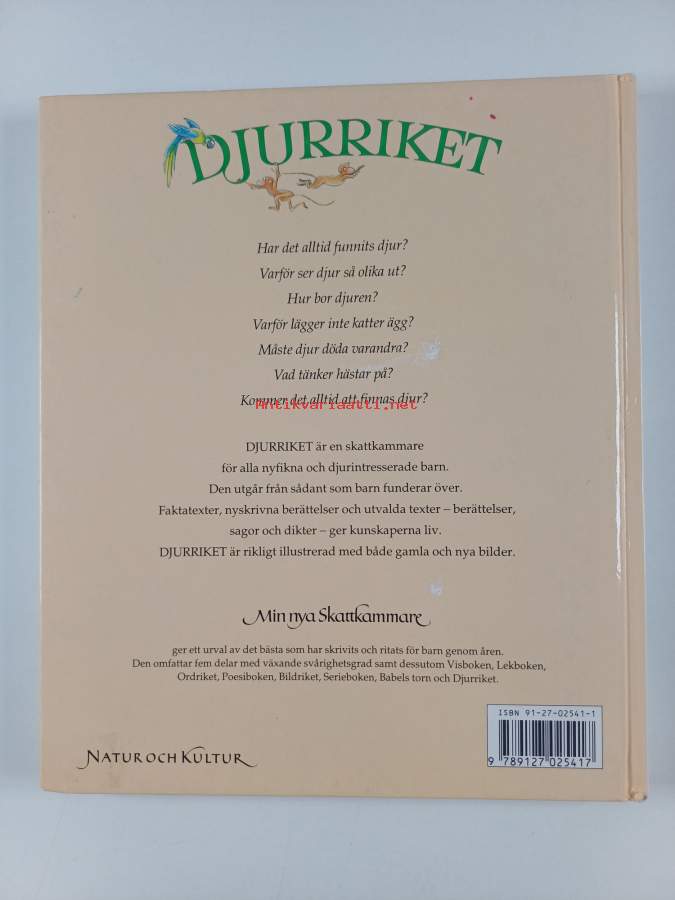 DJURRIKET
Har det alltid funnits djur?
Varför ser djur så olika ut?
Hur bor djuren?
Varför lägger inte katter ägg?
Måste djur döda varandra?
Vad tänker hästar på?
Kommer det alltid att finnas djur?
Antikvariaatti.net
DJURRIKET är en skattkammare
för alla nyfikna och djurintresserade barn.
Den utgår från sådant som barn funderar över.
Faktatexter, nyskrivna berättelser och utvalda texter – berättelser,
sagor och dikter – ger kunskaperna liv.
DJURRIKET är rikligt illustrerad med både gamla och nya bilder.
Min nya Skattkammare
ger ett urval av det bästa som har skrivits och ritats för barn genom åren.
Den omfattar fem delar med växande svårighetsgrad samt dessutom Visboken, Lekboken,
Ordriket, Poesiboken, Bildriket, Serieboken, Babels torn och Djurriket.
ISBN 91-27-02541-1
9 789127 025417
NATUR OCH KULTUR